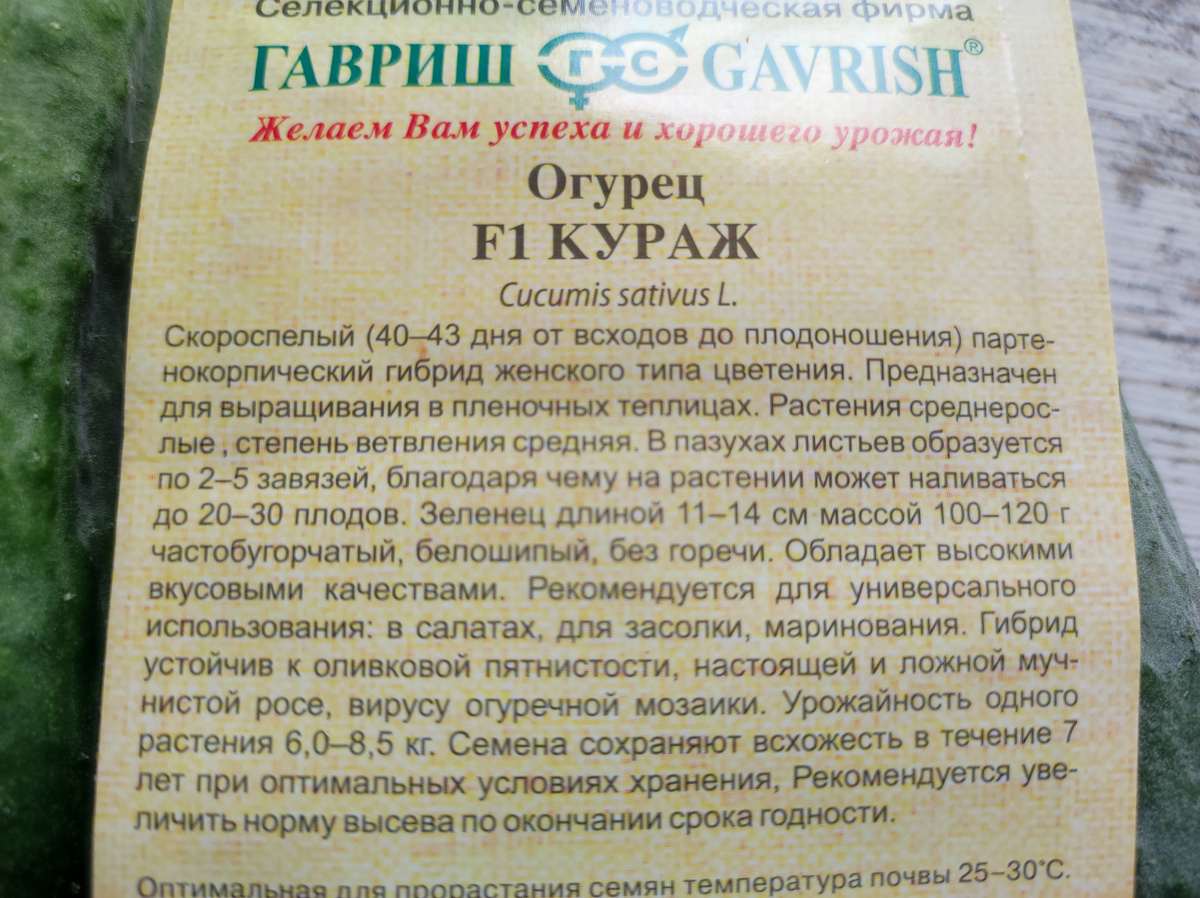 Селекционно-семеноводческая фирма
ГАВРИШ ГС GAVRISH®
Желаем Вам успеха и хорошего урожая!
Огурец
F1 КУРАЖ
Cucumis sativus L.
Скороспелый (40–43 дня от всходов до плодоношения) парте-
нокорпический гибрид женского типа цветения. Предназначен
для выращивания в пленочных теплицах. Растения среднерос-
лые , степень ветвления средняя. В пазухах листьев образуется
по 2–5 завязей, благодаря чему на растении может наливаться
до 20–30 плодов. Зеленец длиной 11–14 см массой 100–120 г
частобугорчатый, белошипый, без горечи. Обладает высокими
вкусовыми качествами. Рекомендуется для универсального
использования: в салатах, для засолки, маринования. Гибрид
устойчив к оливковой пятнистости, настоящей и ложной муч-
нистой росе, вирусу огуречной мозаики. Урожайность одного
растения 6,0–8,5 кг. Семена сохраняют всхожесть в течение 7
лет при оптимальных условиях хранения, Рекомендуется уве-
личить норму высева по окончании срока годности.
Оптимальная для прорастания семян температура почвы 25–30°С.